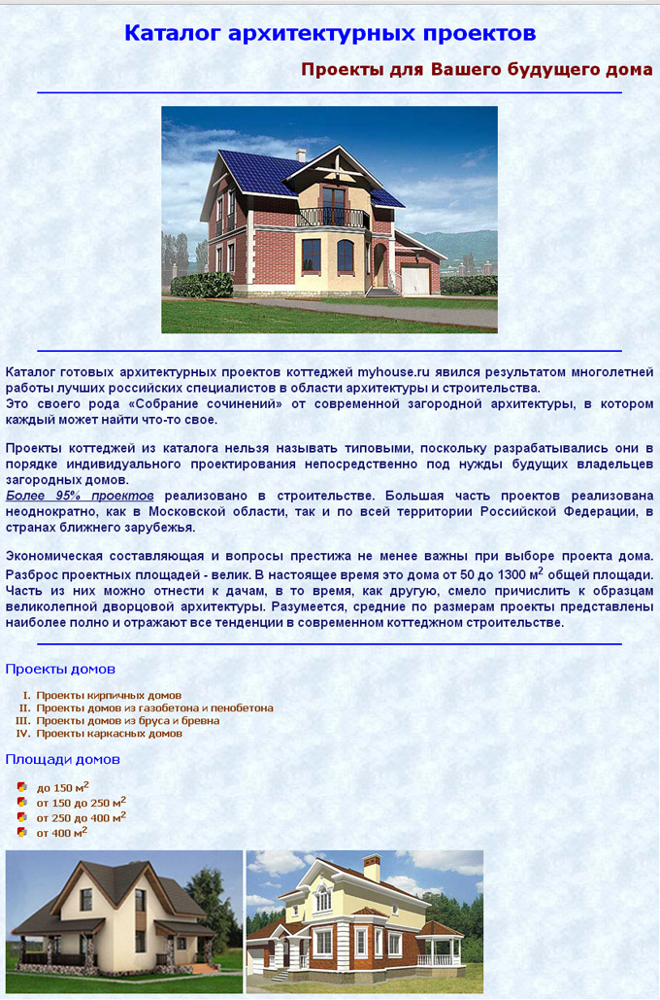 Каталог архитектурных проектов
Проекты для Вашего будущего дома
Каталог готовых архитектурных проектов коттеджей myhouse.ru явился результатом многолетней
работы лучших российских специалистов в области архитектуры и строительства.
Это своего рода «Собрание сочинений» от современной загородной архитектуры, в котором
каждый может найти что-то свое.
Проекты коттеджей из каталога нельзя называть типовыми, поскольку разрабатывались они в
порядке индивидуального проектирования непосредственно под нужды будущих владельцев
загородных домов.
Более 95% проектов реализовано в строительстве. Большая часть проектов реализована
неоднократно, как в Московской области, так и по всей территории Российской Федерации, в
странах ближнего зарубежья.
Экономическая составляющая и вопросы престижа не менее важны при выборе проекта дома.
Разброс проектных площадей - велик. В настоящее время это дома от 50 до 1300 м² общей площади.
Часть из них можно отнести к дачам, в то время, как другую, смело причислить к образцам
великолепной дворцовой архитектуры. Разумеется, средние по размерам проекты представлены
наиболее полно и отражают все тенденции в современном коттеджном строительстве.
Проекты домов
I. Проекты кирпичных домов
II. Проекты домов из газобетона и пенобетона
III. Проекты домов из бруса и бревна
IV. Проекты каркасных домов
Площади домов
до 150 м²
от 150 до 250 м²
от 250 до 400 м²
от 400 м²